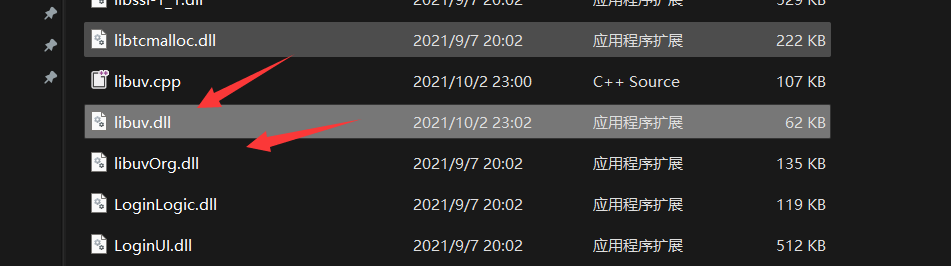 libssl-1_1.dll 2021/9/7 20:02 应用程序扩展 529 KB
libtcmalloc.dll 2021/9/7 20:02 应用程序扩展 222 KB
libuv.cpp 2021/10/2 23:00 C++ Source 107 KB
libuv.dll 2021/10/2 23:02 应用程序扩展 62 KB
libuvOrg.dll 2021/9/7 20:02 应用程序扩展 135 KB
LoginLogic.dll 2021/9/7 20:02 应用程序扩展 119 KB
LoginUI.dll 2021/9/7 20:02 应用程序扩展 512 KB